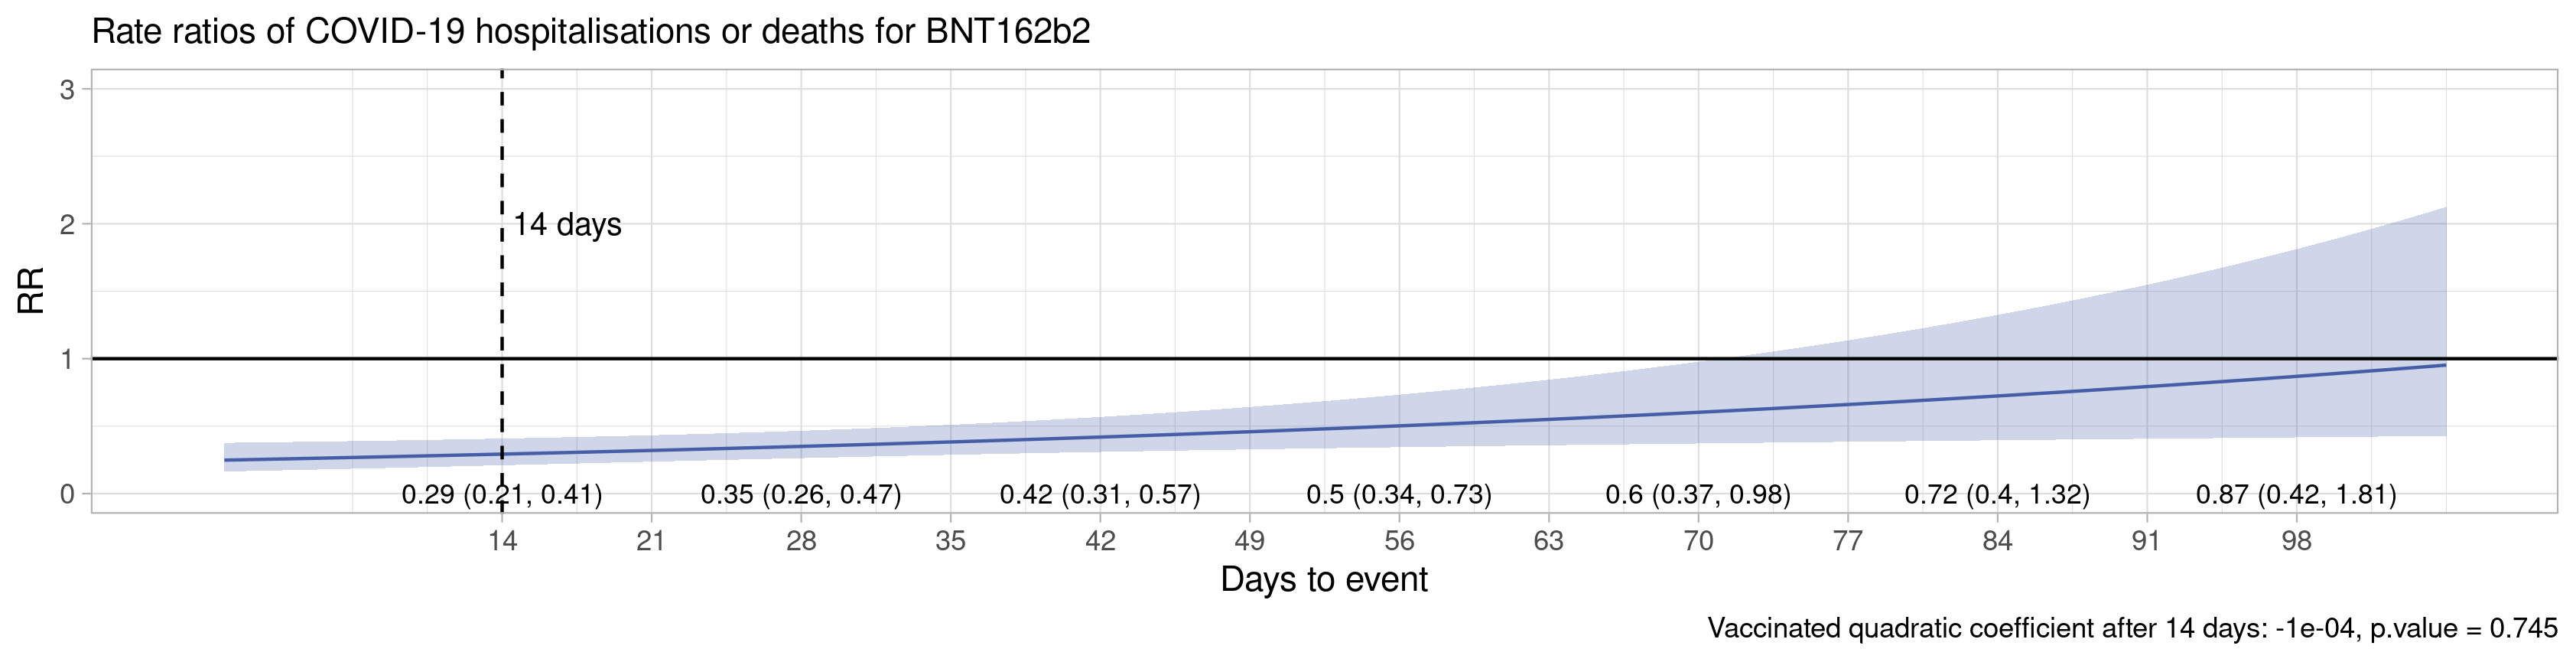 Rate ratios of COVID-19 hospitalisations or deaths for BNT162b2
3
2
1
0
RR
14 days
0.29 (0.21, 0.41) 0.35 (0.26, 0.47) 0.42 (0.31, 0.57) 0.5 (0.34, 0.73) 0.6 (0.37, 0.98) 0.72 (0.4, 1.32) 0.87 (0.42, 1.81)
14 21 28 35 42 49 56 63 70 77 84 91 98
Days to event
Vaccinated quadratic coefficient after 14 days: -1e-04, p.value = 0.745